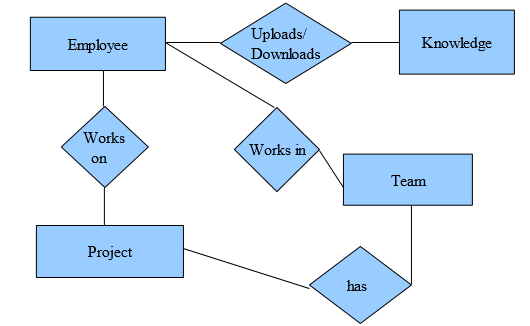 Employee
Uploads/
Downloads
Knowledge
Works
on
Works in
Team
Project
has